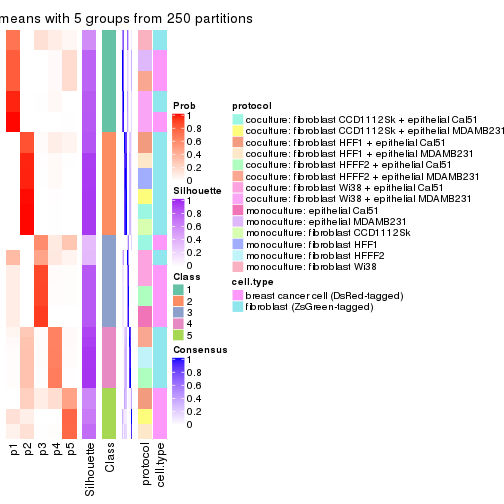 means with 5 groups from 250 partitions
Prob
1
0.8
0.6
0.4
0.2
0
Silhouette
1
0.8
0.6
0.4
0.2
0
Class
1
2
3
4
5
Consensus
1
0.8
0.6
0.4
0.2
0
protocol
coculture: fibroblast CCD1112Sk + epithelial Cal51
coculture: fibroblast CCD1112Sk + epithelial MDAMB231
coculture: fibroblast HFF1 + epithelial Cal51
coculture: fibroblast HFF1 + epithelial MDAMB231
coculture: fibroblast HFFF2 + epithelial Cal51
coculture: fibroblast HFFF2 + epithelial MDAMB231
coculture: fibroblast Wi38 + epithelial Cal51
coculture: fibroblast Wi38 + epithelial MDAMB231
monoculture: epithelial Cal51
monoculture: epithelial MDAMB231
monoculture: fibroblast CCD1112Sk
monoculture: fibroblast HFF1
monoculture: fibroblast HFFF2
monoculture: fibroblast Wi38
cell.type
breast cancer cell (DsRed-tagged)
fibroblast (ZsGreen-tagged)
p1
p2
p3
p4
p5
Silhouette
Class
protocol
cell.type